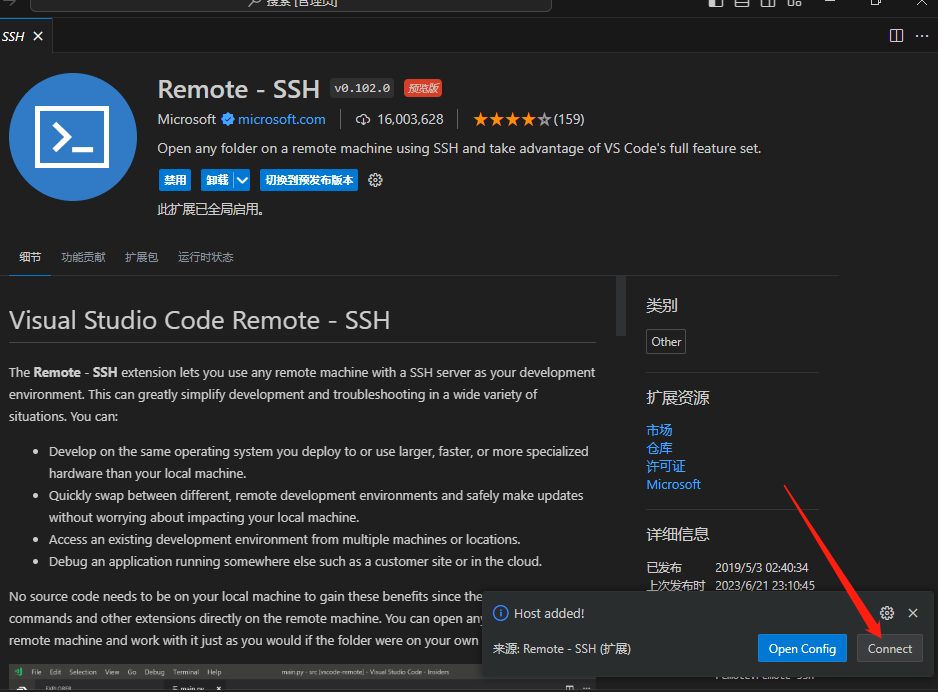 搜索 [管理员]
SSH
Remote - SSH v0.102.0 预览版
Microsoft microsoft.com 16,003,628 (159)
Open any folder on a remote machine using SSH and take advantage of VS Code's full feature set.
禁用 卸载 切换到预发布版本
此扩展已全局启用。
细节 功能贡献 扩展包 运行时状态
Visual Studio Code Remote - SSH
The Remote - SSH extension lets you use any remote machine with a SSH server as your development
environment. This can greatly simplify development and troubleshooting in a wide variety of
situations. You can:
• Develop on the same operating system you deploy to or use larger, faster, or more specialized
hardware than your local machine.
• Quickly swap between different, remote development environments and safely make updates
without worrying about impacting your local machine.
• Access an existing development environment from multiple machines or locations.
• Debug an application running somewhere else such as a customer site or in the cloud.
No source code needs to be on your local machine to gain these benefits since the
commands and other extensions directly on the remote machine. You can open any
remote machine and work with it just as you would if the folder were on your own
File Edit Selection View Go Debug Terminal Help main.py - src [vscode-remote] - Visual Studio Code - Insiders
EXPLORER main.py
类别
Other
扩展资源
市场
仓库
许可证
Microsoft
详细信息
已发布 2019/5/3 02:40:34
上次发布时 2023/6/21 23:10:45
Host added!
来源: Remote - SSH (扩展)
Open Config Connect